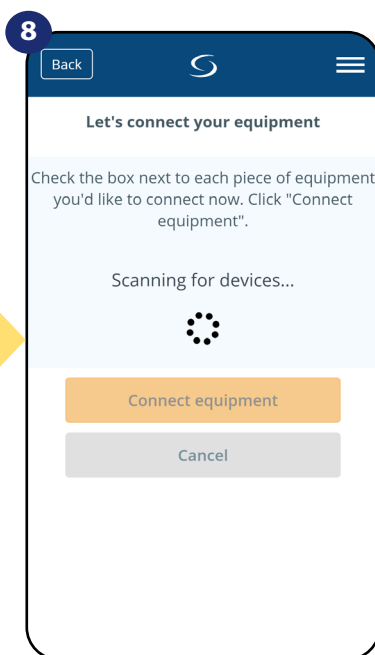 8
Back
Let's connect your equipment
Check the box next to each piece of equipment
you'd like to connect now. Click "Connect
equipment".
Scanning for devices...
Connect equipment
Cancel